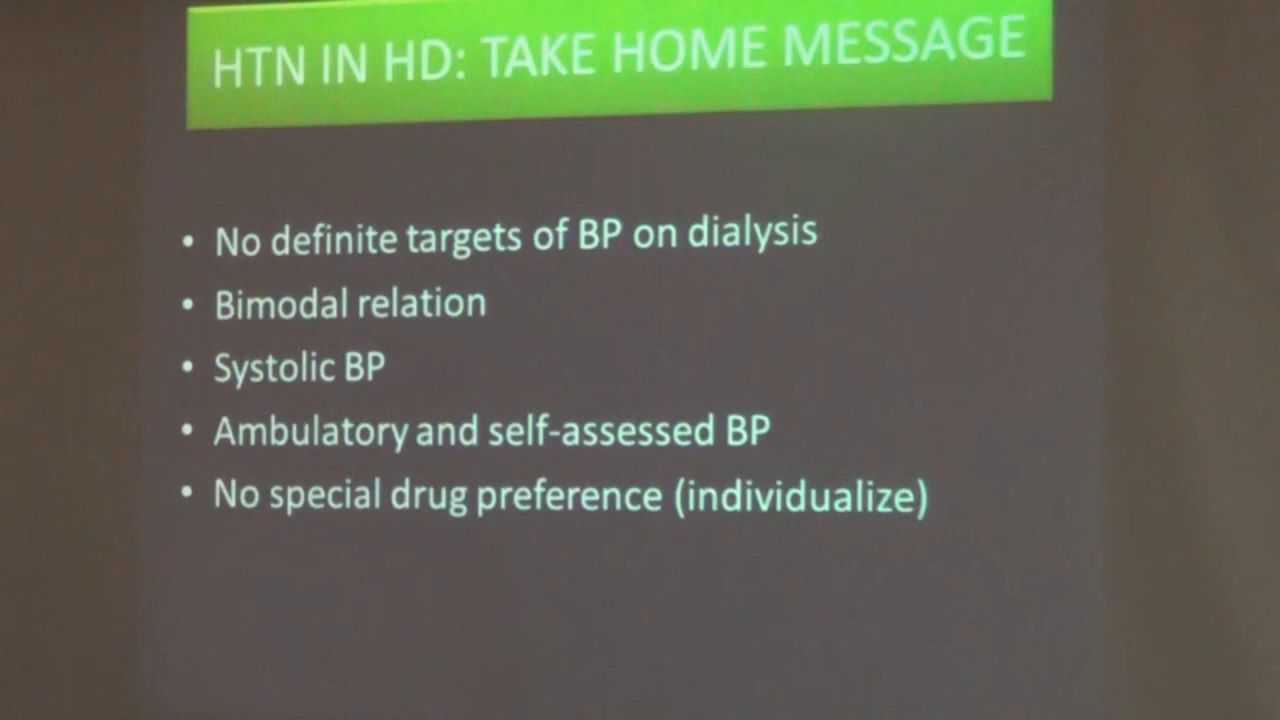 HTN IN HD: TAKE HOME MESSAGE
• No definite targets of BP on dialysis
• Bimodal relation
• Systolic BP
• Ambulatory and self-assessed BP
• No special drug preference (individualize)